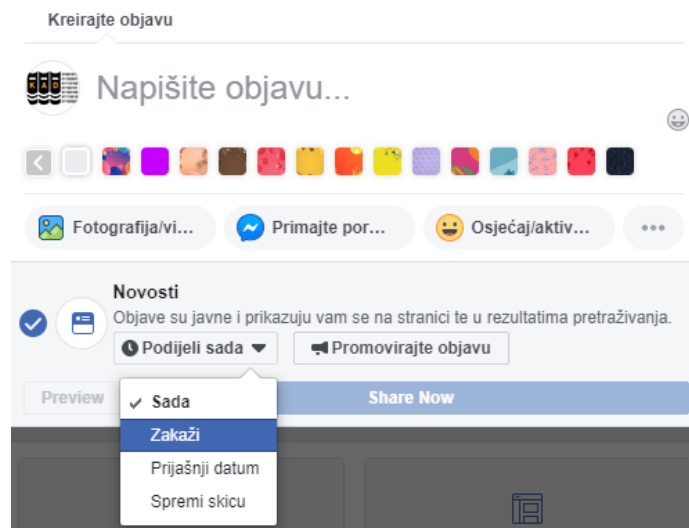 Kreirajte objavu
KAD
Napišite objavu...
Fotografija/vi...
Primajte por...
Osjećaj/aktiv...
Novosti
Objave su javne i prikazuju vam se na stranici te u rezultatima pretraživanja.
Podijeli sada
Promovirajte objavu
Preview
Share Now
Sada
Zakaži
Prijašnji datum
Spremi skicu